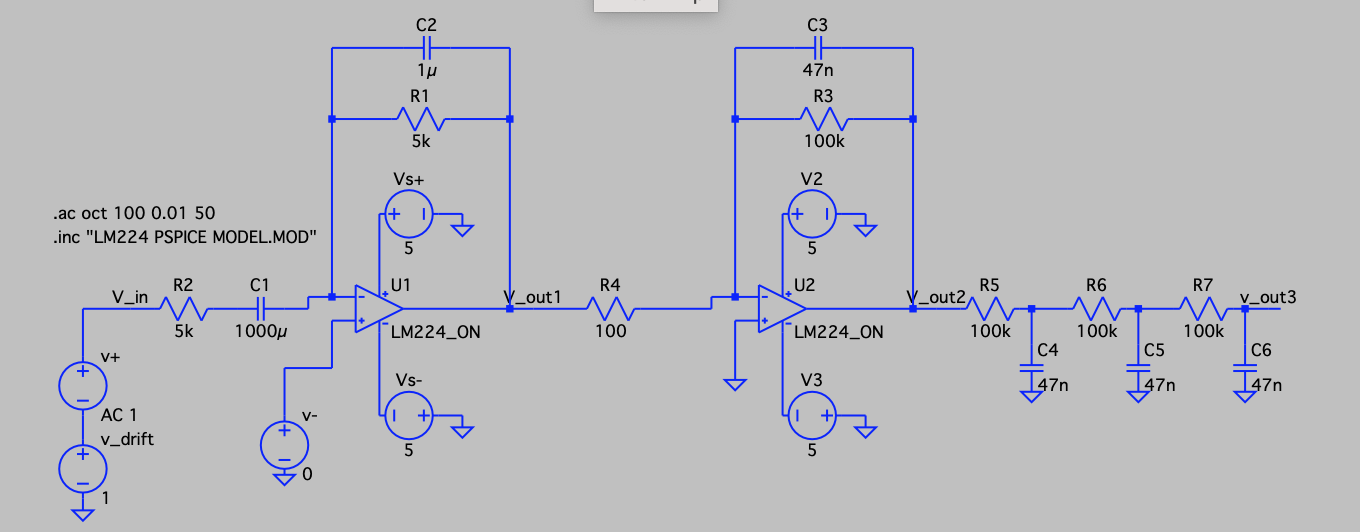 C2
1µ
R1
5k
C3
47n
R3
100k
Vs+
5
V2
5
.ac oct 100 0.01 50
.inc "LM224 PSPICE MODEL.MOD"
V_in
R2
5k
C1
1000µ
U1
LM224_ON
V_out1
R4
100
U2
LM224_ON
V_out2
R5
100k
R6
100k
R7
100k
v_out3
C4
47n
C5
47n
C6
47n
v+
AC 1
v_drift
1
v-
0
Vs-
5
V3
5